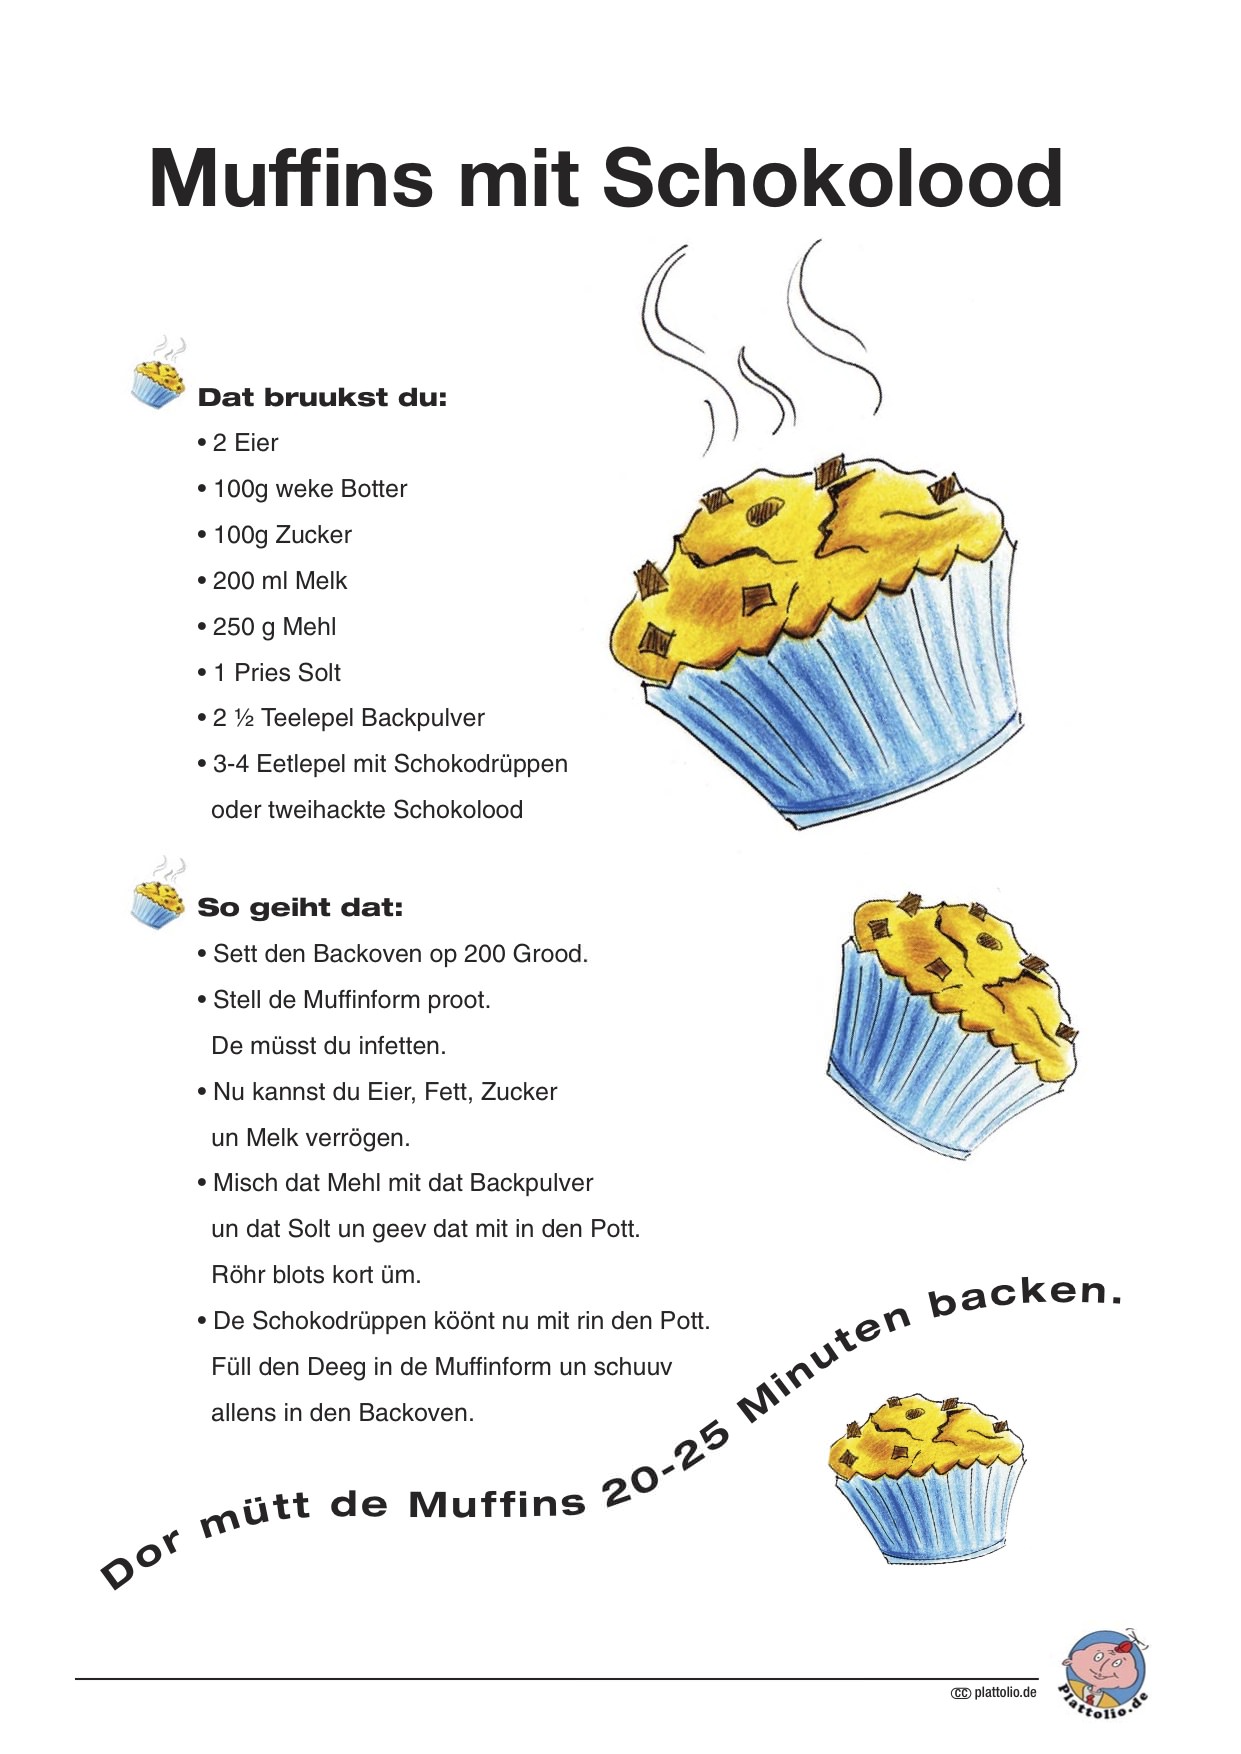 Muffins mit Schokolood
Dat bruukst du:
• 2 Eier
• 100g weke Botter
• 100g Zucker
• 200 ml Melk
• 250 g Mehl
• 1 Pries Solt
• 2 ½ Teelepel Backpulver
• 3-4 Eetlepel mit Schokodrüppen
oder tweihackte Schokolood
So geiht dat:
• Sett den Backoven op 200 Grood.
• Stell de Muffinform proot.
De müsst du infetten.
• Nu kannst du Eier, Fett, Zucker
un Melk verrögen.
• Misch dat Mehl mit dat Backpulver
un dat Solt un geev dat mit in den Pott.
Röhr blots kort üm.
• De Schokodrüppen köönt nu mit rin den Pott.
Füll den Deeg in de Muffinform un schuuv
allens in den Backoven.
Dor mütt de Muffins 20-25 Minuten backen.
cc plattolio.de
Plattolio.de